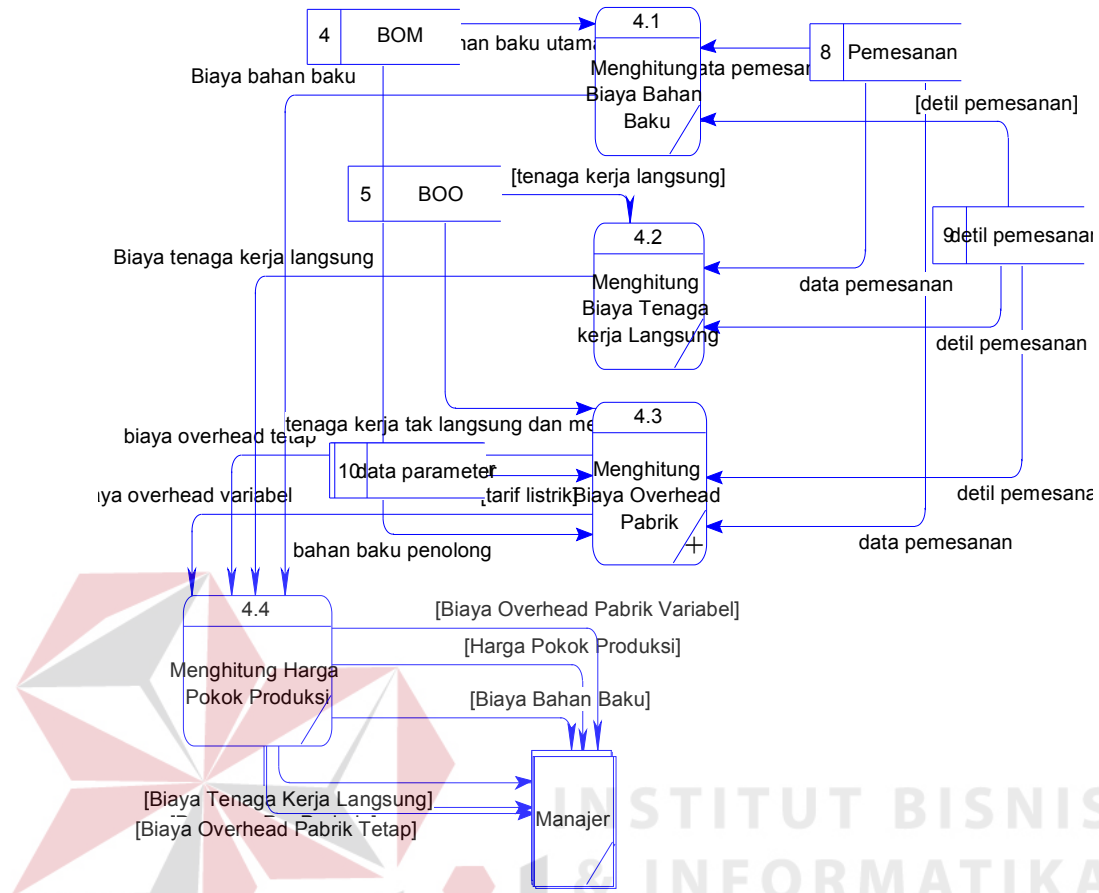 4
BOM
han baku utama
4.1
Menghitung
Biaya Bahan
Baku
ata pemesan
8
Pemesanan
Biaya bahan baku
[detil pemesanan]
[tenaga kerja langsung]
5
BOO
4.2
Menghitung
Biaya Tenaga
kerja Langsung
9
detil pemesanan
Biaya tenaga kerja langsung
data pemesanan
detil pemesanan
tenaga kerja tak langsung dan me
4.3
Menghitung
Biaya Overhead
Pabrik
biaya overhead tetap
10
data parameter
[tarif listrik]
ya overhead variabel
detil pemesana
bahan baku penolong
data pemesanan
4.4
Menghitung Harga
Pokok Produksi
[Biaya Overhead Pabrik Variabel]
[Harga Pokok Produksi]
[Biaya Bahan Baku]
[Biaya Tenaga Kerja Langsung]
[Biaya Overhead Pabrik Tetap]
Manajer
INSTITUT BISNIS
& INFORMATIKA